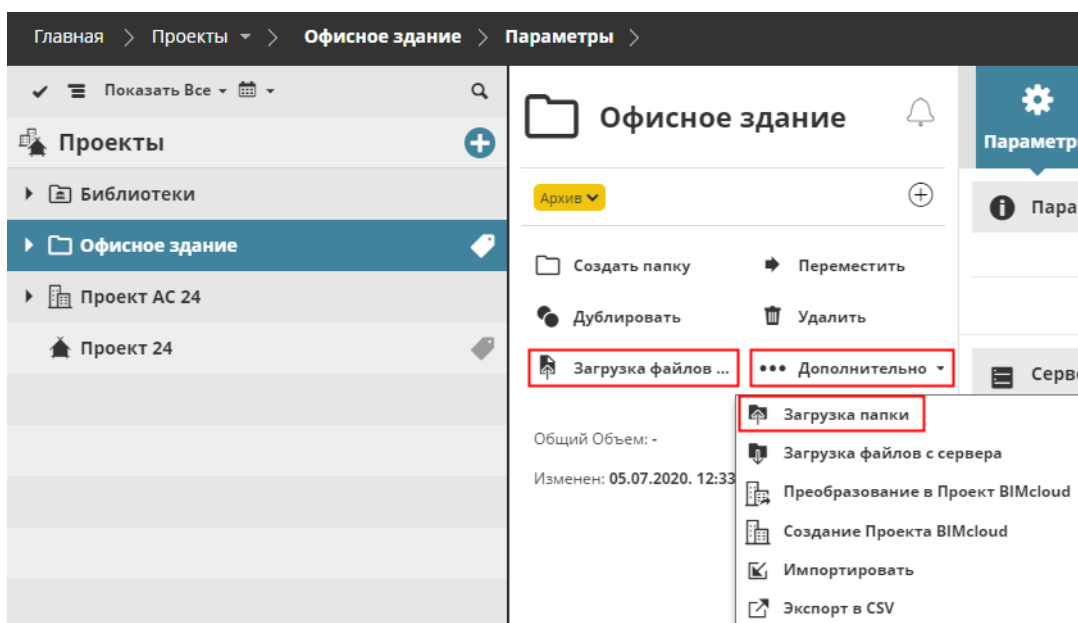 Главная > Проекты > Офисное здание > Параметры >
Показать Все
Проекты
Библиотеки
Офисное здание
Проект АС 24
Проект 24
Офисное здание
Архив
Создать папку
Переместить
Дублировать
Удалить
Загрузка файлов ...
Дополнительно
Общий Объем: -
Изменен: 05.07.2020. 12:33
Загрузка папки
Загрузка файлов с сервера
Преобразование в Проект BIMcloud
Создание Проекта BIMcloud
Импортировать
Экспорт в CSV
Параметр
Пара
Серв